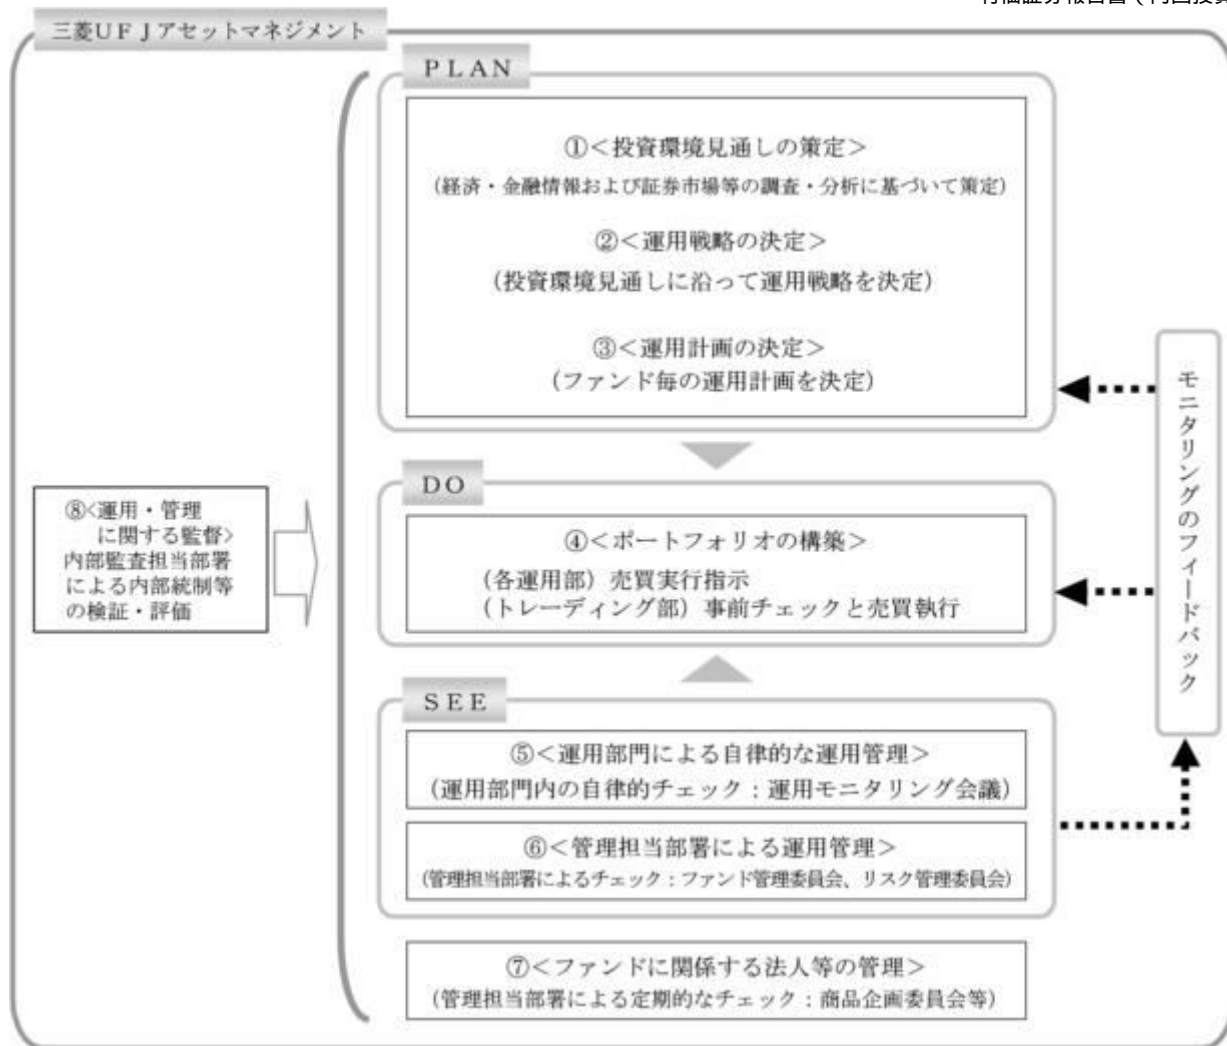 三菱ＵＦＪアセットマネジメント
ＰＬＡＮ
①＜投資環境見通しの策定＞
（経済・金融情報および証券市場等の調査・分析に基づいて策定）
②＜運用戦略の決定＞
（投資環境見通しに沿って運用戦略を決定）
③＜運用計画の決定＞
（ファンド毎の運用計画を決定）
ＤＯ
④＜ポートフォリオの構築＞
（各運用部）売買実行指示
（トレーディング部）事前チェックと売買執行
ＳＥＥ
⑤＜運用部門による自律的な運用管理＞
（運用部門内の自律的チェック：運用モニタリング会議）
⑥＜管理担当部署による運用管理＞
（管理担当部署によるチェック：ファンド管理委員会、リスク管理委員会）
⑦＜ファンドに関係する法人等の管理＞
（管理担当部署による定期的なチェック：商品企画委員会等）
⑧<運用・管理
に関する監督>
内部監査担当部署
による内部統制等
の検証・評価
モニタリングのフィードバック